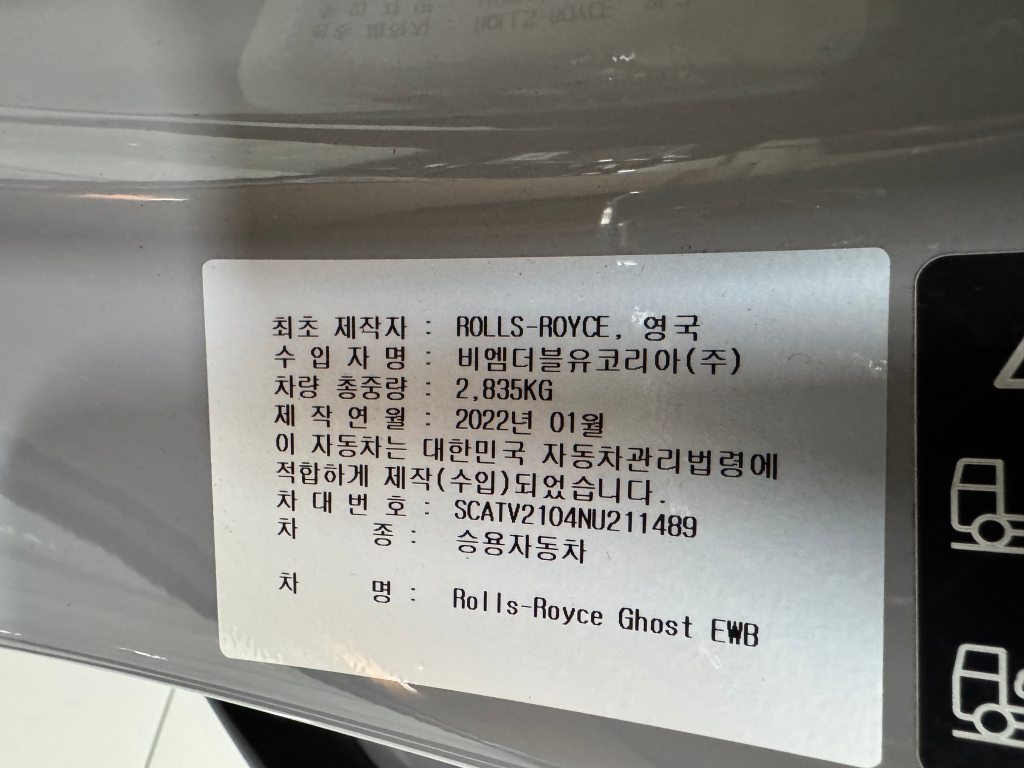 최초 제작자 : ROLLS-ROYCE, 영국
수 입 자 명 : 비엠더블유코리아(주)
차량 총중량 : 2,835KG
제 작 연 월 : 2022년 01월
이 자동차는 대한민국 자동차관리법령에
적합하게 제작(수입)되었습니다.
차 대 번 호 : SCATV2104NU211489
차 종 : 승용자동차
차 명 : Rolls-Royce Ghost EWB